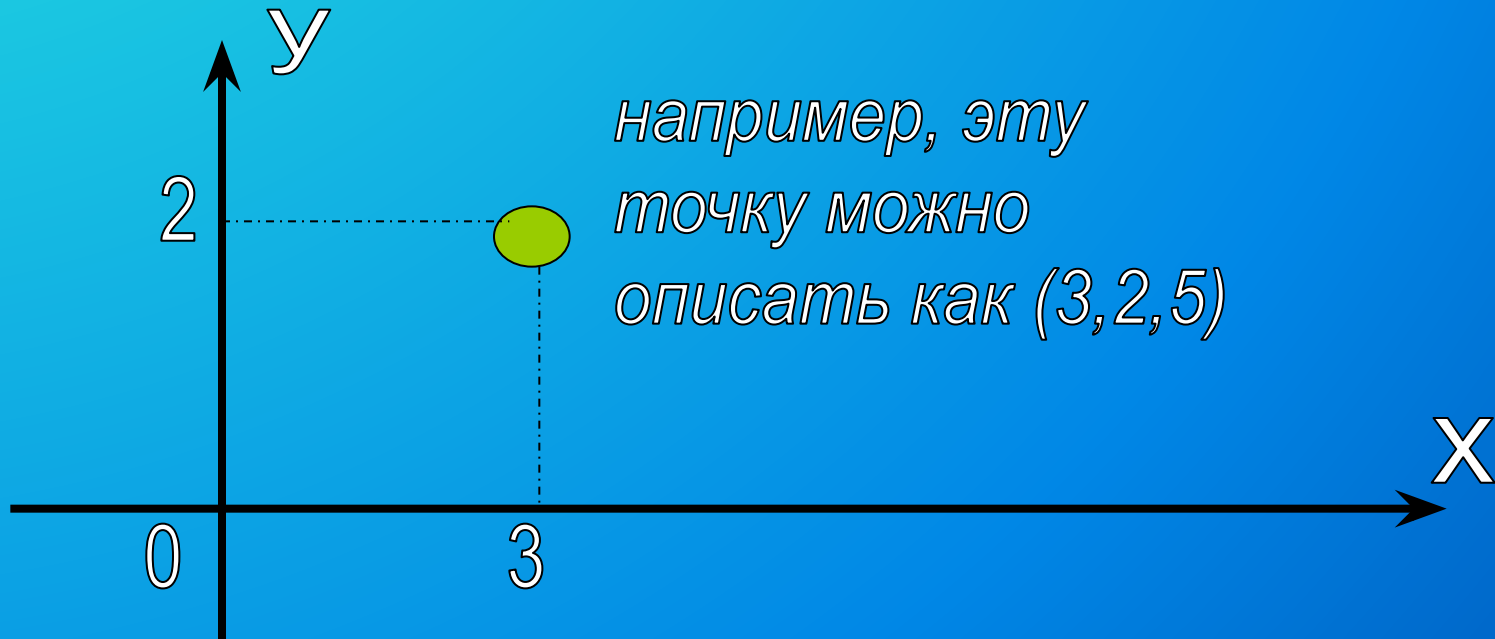 У
например, эту
2
точку можно
описать как (3,2,5)
Х
0
3